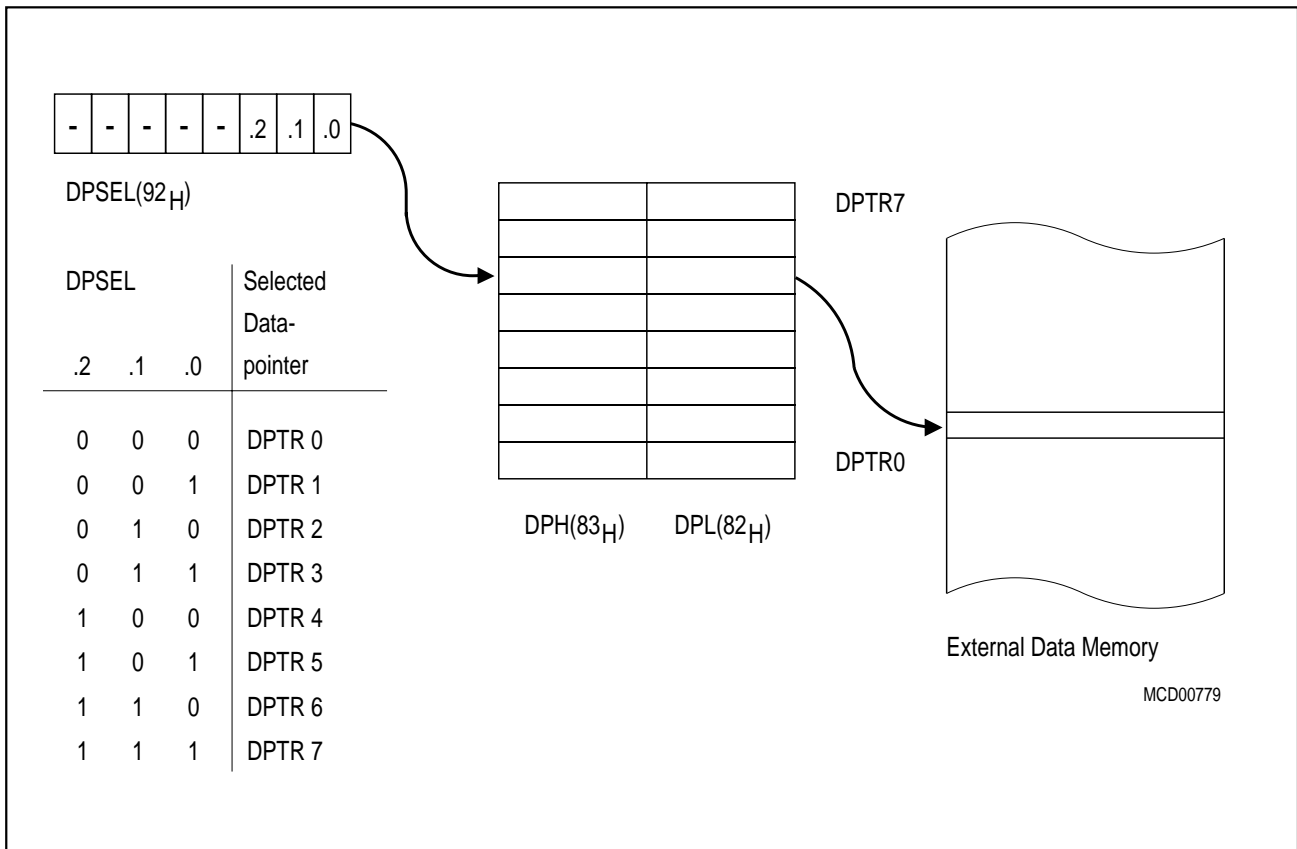 - - - - - .2 .1 .0
DPSEL(92H)
DPSEL Selected
Data-
.2 .1 .0 pointer
0 0 0 DPTR 0
0 0 1 DPTR 1
0 1 0 DPTR 2
0 1 1 DPTR 3
1 0 0 DPTR 4
1 0 1 DPTR 5
1 1 0 DPTR 6
1 1 1 DPTR 7
DPTR7
DPTR0
DPH(83H) DPL(82H)
External Data Memory
MCD00779